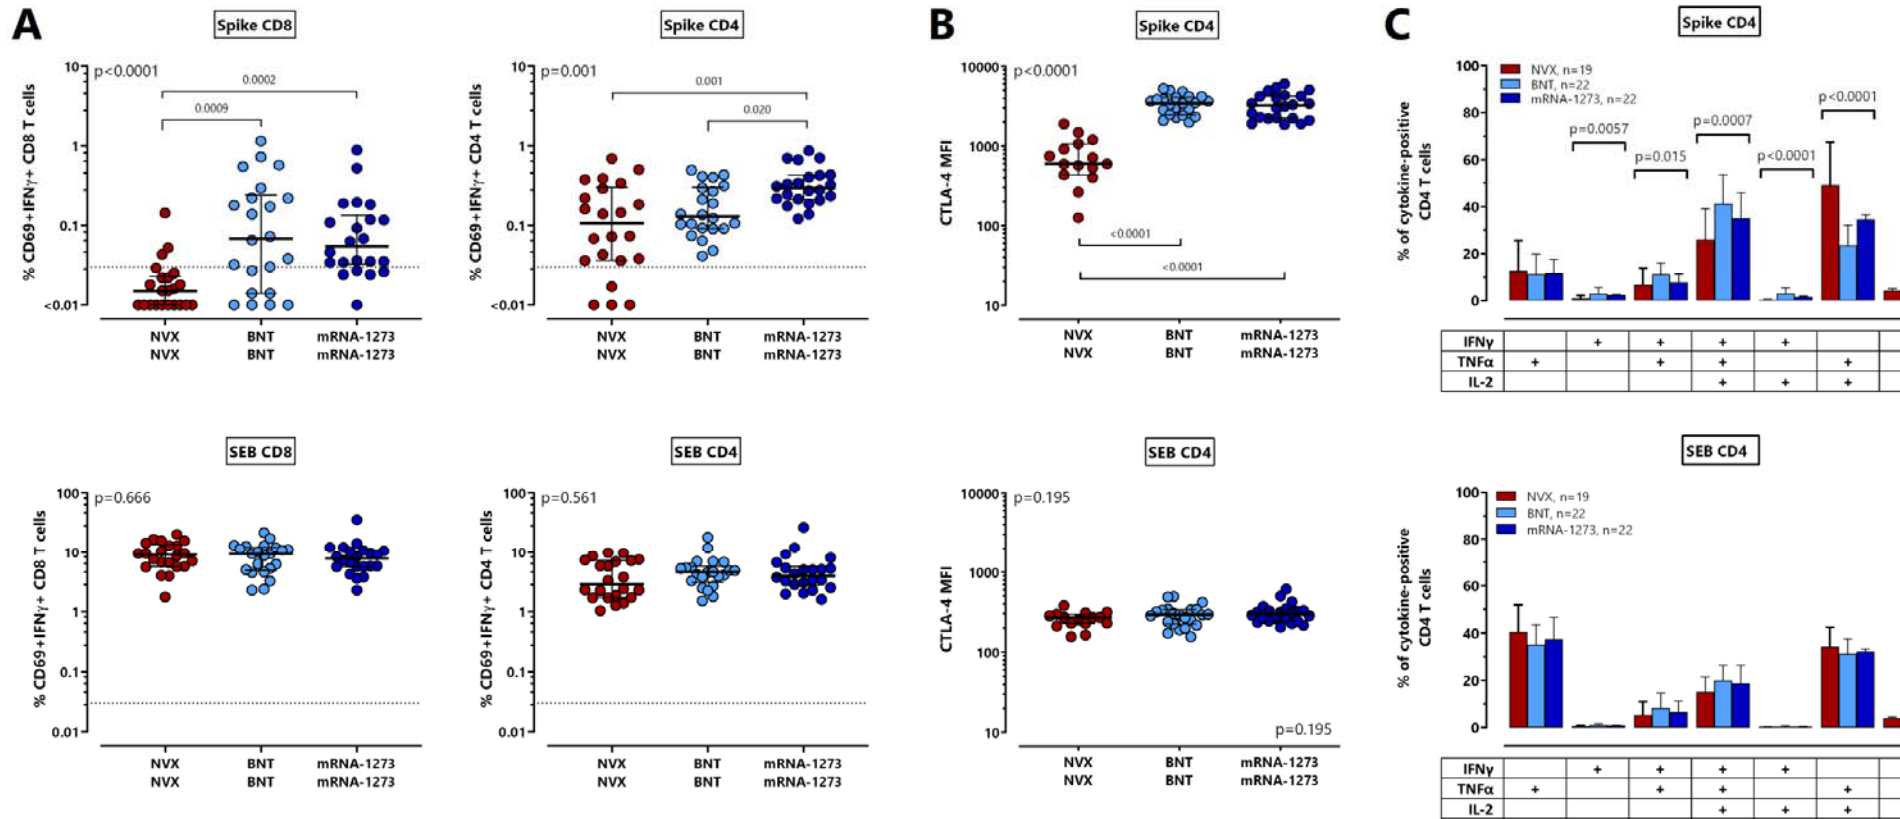 A
Spike CD8
p<0.0001
0.0002
0.0009
% CD69+IFNγ+ CD8 T cells
10
1
0.1
<0.01
NVX BNT mRNA-1273
NVX BNT mRNA-1273
Spike CD4
p=0.001
0.001
0.020
% CD69+IFNγ+ CD4 T cells
10
1
0.1
<0.01
NVX BNT mRNA-1273
NVX BNT mRNA-1273
SEB CD8
p=0.666
% CD69+IFNγ+ CD8 T cells
100
10
1
0.1
0.01
NVX BNT mRNA-1273
NVX BNT mRNA-1273
SEB CD4
p=0.561
% CD69+IFNγ+ CD4 T cells
100
10
1
0.1
0.01
NVX BNT mRNA-1273
NVX BNT mRNA-1273
B
Spike CD4
p<0.0001
CTLA-4 MFI
10000
1000
100
10
<0.0001
<0.0001
NVX BNT mRNA-1273
NVX BNT mRNA-1273
SEB CD4
p=0.195
CTLA-4 MFI
10000
1000
100
10
p=0.195
NVX BNT mRNA-1273
NVX BNT mRNA-1273
C
Spike CD4
% of cytokine-positive
CD4 T cells
100
80
60
40
20
0
NVX, n=19
BNT, n=22
mRNA-1273, n=22
p=0.0057
p=0.015
p=0.0007
p<0.0001
p<0.0001
IFNγ + + + +
TNFα + + + +
IL-2 + + +
SEB CD4
% of cytokine-positive
CD4 T cells
100
80
60
40
20
0
NVX, n=19
BNT, n=22
mRNA-1273, n=22
IFNγ + + + +
TNFα + + + +
IL-2 + + +